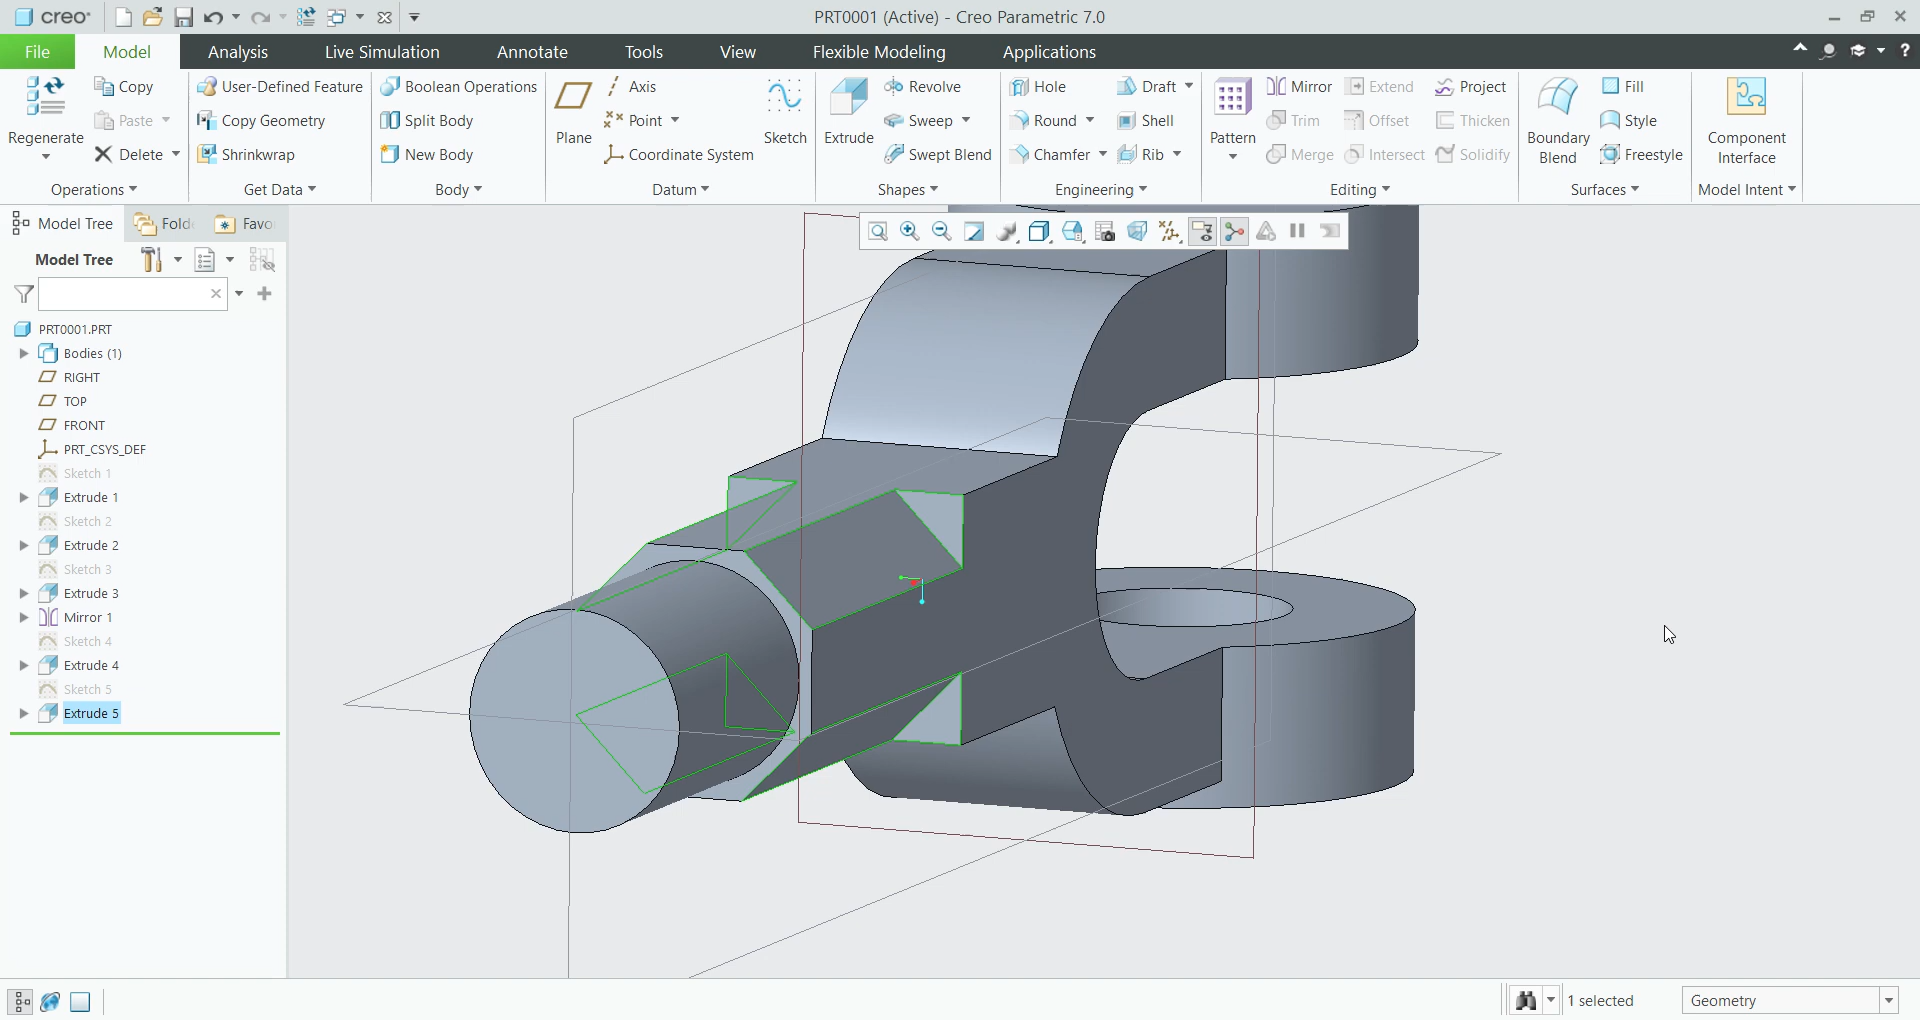 creo
PRT0001 (Active) - Creo Parametric 7.0
File Model Analysis Live Simulation Annotate Tools View Flexible Modeling Applications
Regenerate
Copy
Paste
Delete
Operations
User-Defined Feature
Copy Geometry
Shrinkwrap
Get Data
Boolean Operations
Split Body
New Body
Body
Plane
Axis
Point
Coordinate System
Sketch
Datum
Extrude
Revolve
Sweep
Swept Blend
Shapes
Hole
Round
Chamfer
Draft
Shell
Rib
Engineering
Pattern
Mirror
Trim
Merge
Extend
Offset
Intersect
Project
Thicken
Solidify
Editing
Boundary
Blend
Fill
Style
Freestyle
Surfaces
Component
Interface
Model Intent
Model Tree
Fold
Favo
Model Tree
PRT0001.PRT
Bodies (1)
RIGHT
TOP
FRONT
PRT_CSYS_DEF
Sketch 1
Extrude 1
Sketch 2
Extrude 2
Sketch 3
Extrude 3
Mirror 1
Sketch 4
Extrude 4
Sketch 5
Extrude 5
1 selected
Geometry